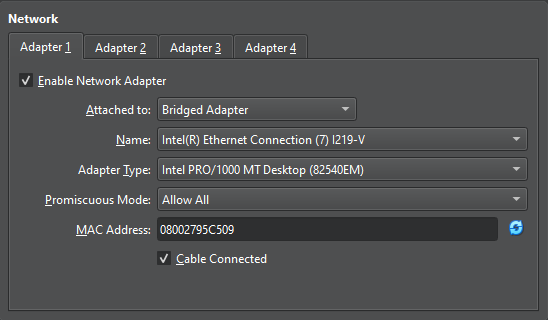 Network
Adapter 1 Adapter 2 Adapter 3 Adapter 4
Enable Network Adapter
Attached to: Bridged Adapter
Name: Intel(R) Ethernet Connection (7) I219-V
Adapter Type: Intel PRO/1000 MT Desktop (82540EM)
Promiscuous Mode: Allow All
MAC Address: 08002795C509
Cable Connected